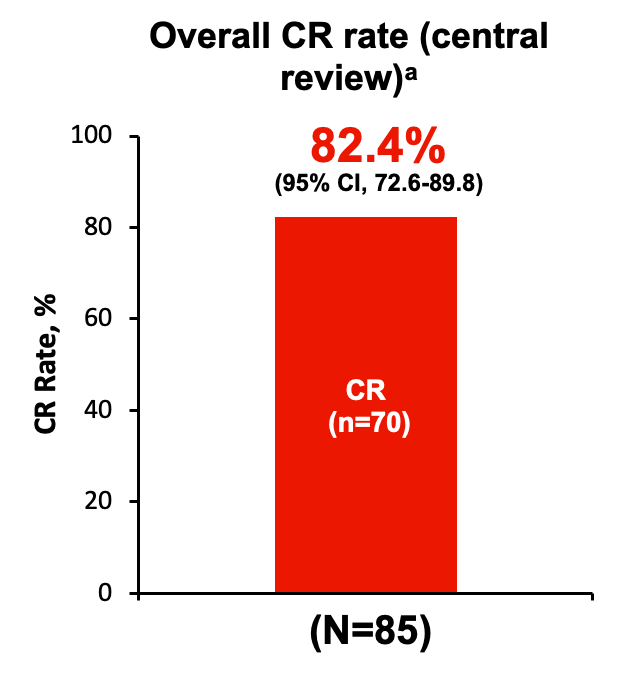 Overall CR rate (central
review)ᵃ
82.4%
(95% CI, 72.6-89.8)
CR Rate, %
100
80
60
40
20
0
CR
(n=70)
(N=85)